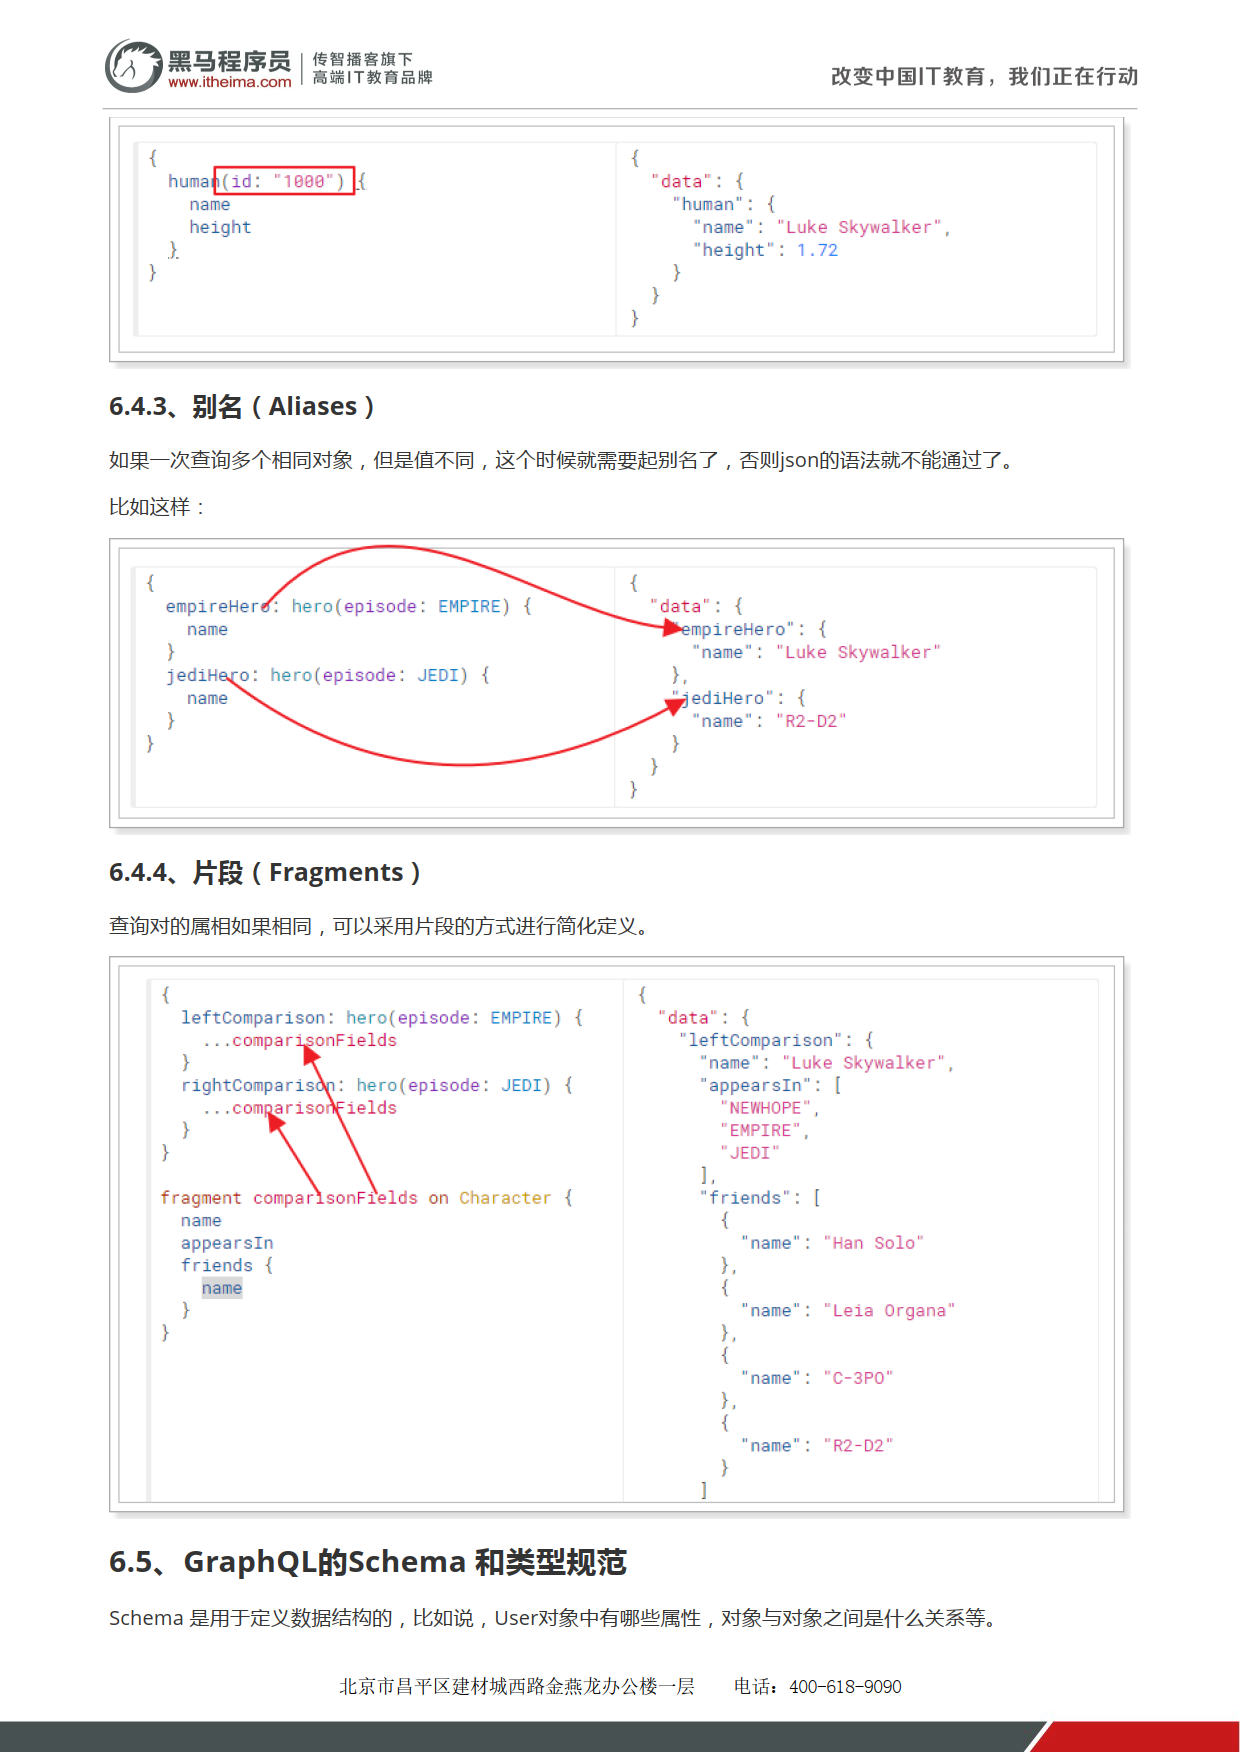 黑马程序员
www.itheima.com
传智播客旗下
高端IT教育品牌
改变中国IT教育，我们正在行动
{
human(id: "1000") {
name
height
}
}
{
"data": {
"human": {
"name": "Luke Skywalker",
"height": 1.72
}
}
}
6.4.3、别名（Aliases）
如果一次查询多个相同对象，但是值不同，这个时候就需要起别名了，否则json的语法就不能通过了。
比如这样：
{
empireHero: hero(episode: EMPIRE) {
name
}
jediHero: hero(episode: JEDI) {
name
}
}
{
"data": {
"empireHero": {
"name": "Luke Skywalker"
},
"jediHero": {
"name": "R2-D2"
}
}
}
6.4.4、片段（Fragments）
查询对的属相如果相同，可以采用片段的方式进行简化定义。
{
leftComparison: hero(episode: EMPIRE) {
...comparisonFields
}
rightComparison: hero(episode: JEDI) {
...comparisonFields
}
}
fragment comparisonFields on Character {
name
appearsIn
friends {
name
}
}
{
"data": {
"leftComparison": {
"name": "Luke Skywalker",
"appearsIn": [
"NEWHOPE",
"EMPIRE",
"JEDI"
],
"friends": [
{
"name": "Han Solo"
},
{
"name": "Leia Organa"
},
{
"name": "C-3PO"
},
{
"name": "R2-D2"
}
]
6.5、GraphQL的Schema 和类型规范
Schema 是用于定义数据结构的，比如说，User对象中有哪些属性，对象与对象之间是什么关系等。
北京市昌平区建材城西路金燕龙办公楼一层 电话：400-618-9090